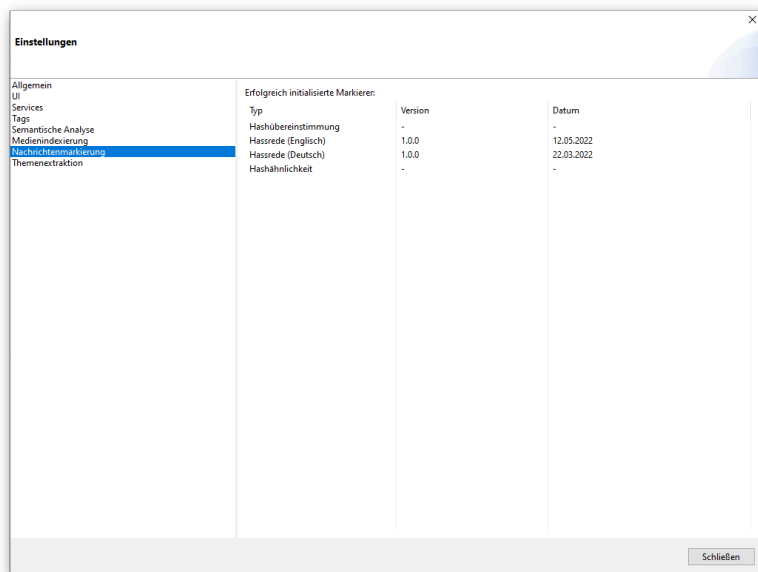 Einstellungen
Allgemein
UI
Services
Tags
Semantische Analyse
Medienindexierung
Nachrichtenmarkierung
Themenextraktion
Erfolgreich initialisierte Markierer:
Typ Version Datum
Hashübereinstimmung - -
Hassrede (Englisch) 1.0.0 12.05.2022
Hassrede (Deutsch) 1.0.0 22.03.2022
Hashähnlichkeit - -
Schließen